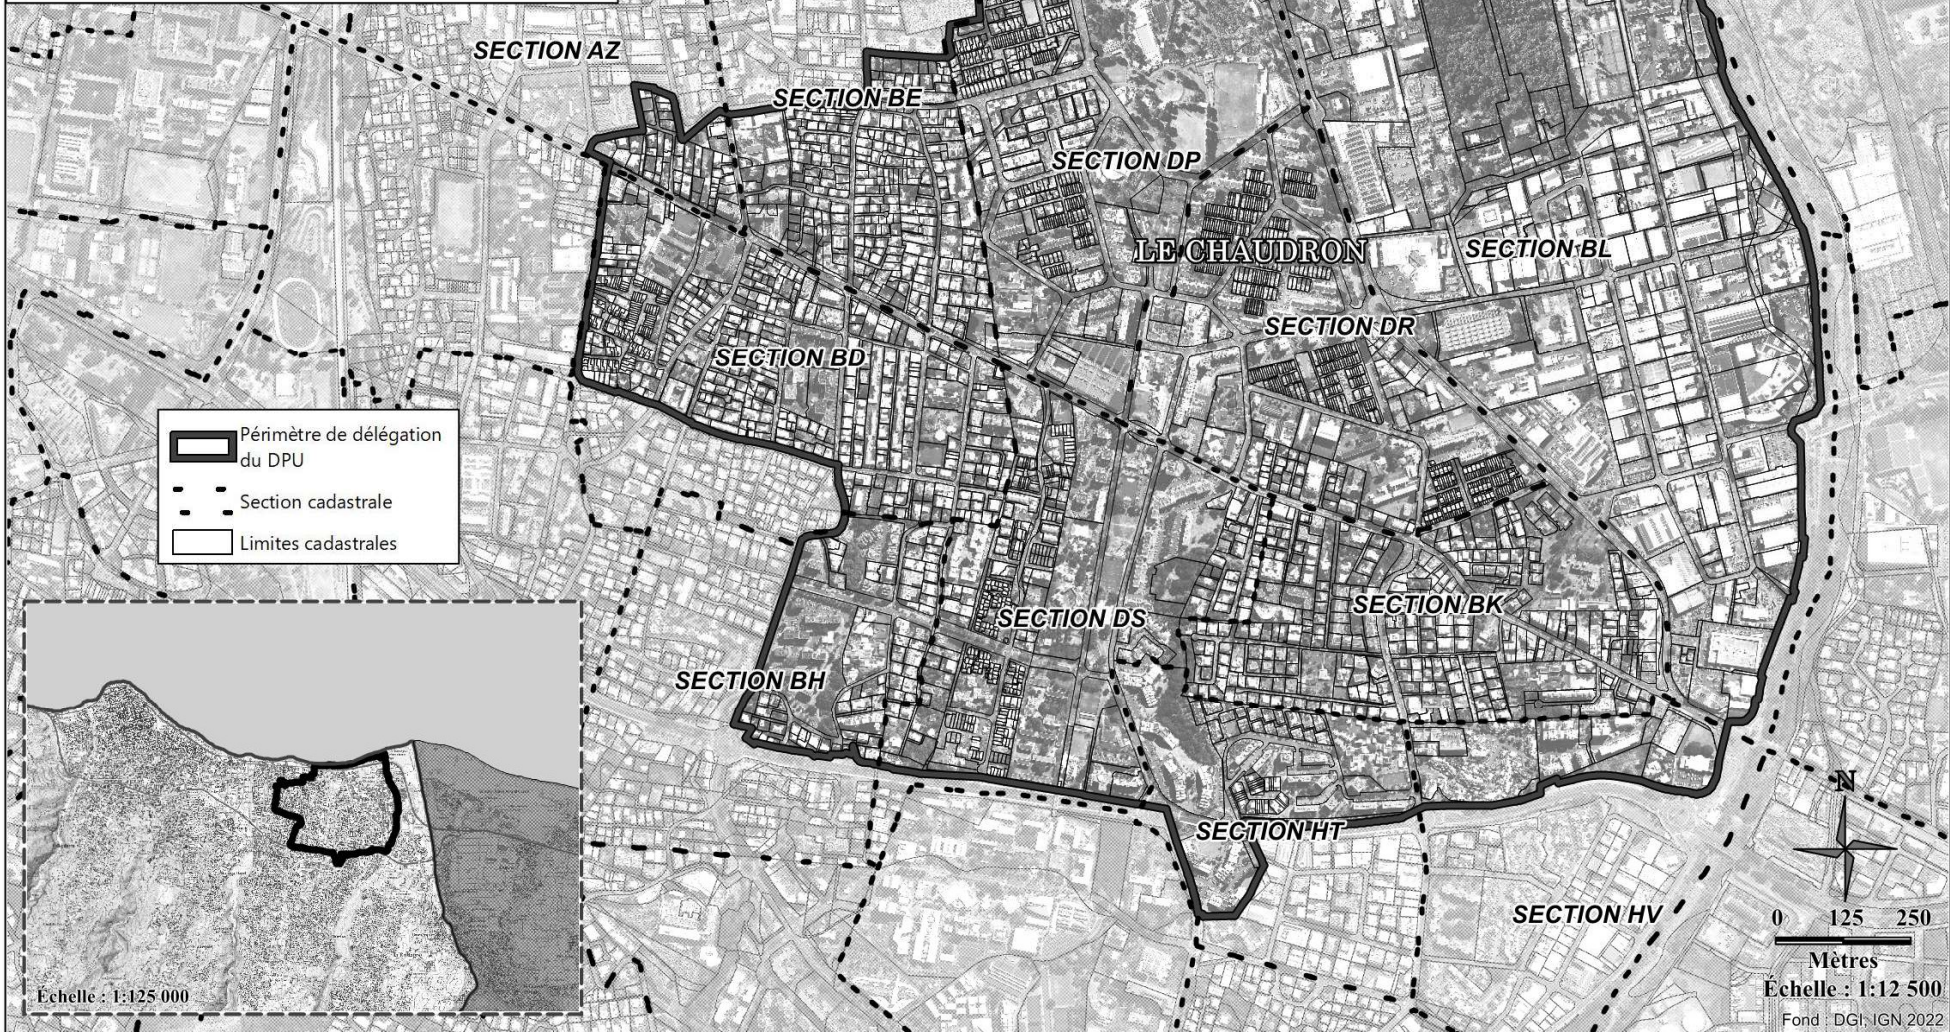 SECTION AZ
SECTION BE
SECTION DP
LE CHAUDRON
SECTION BL
SECTION DR
SECTION BD
Périmètre de délégation
du DPU
Section cadastrale
Limites cadastrales
SECTION BK
SECTION DS
SECTION BH
SECTION HT
SECTION HV
N
0 125 250
Mètres
Échelle : 1:12 500
Fond : DGI, IGN 2022
Échelle : 1:125 000